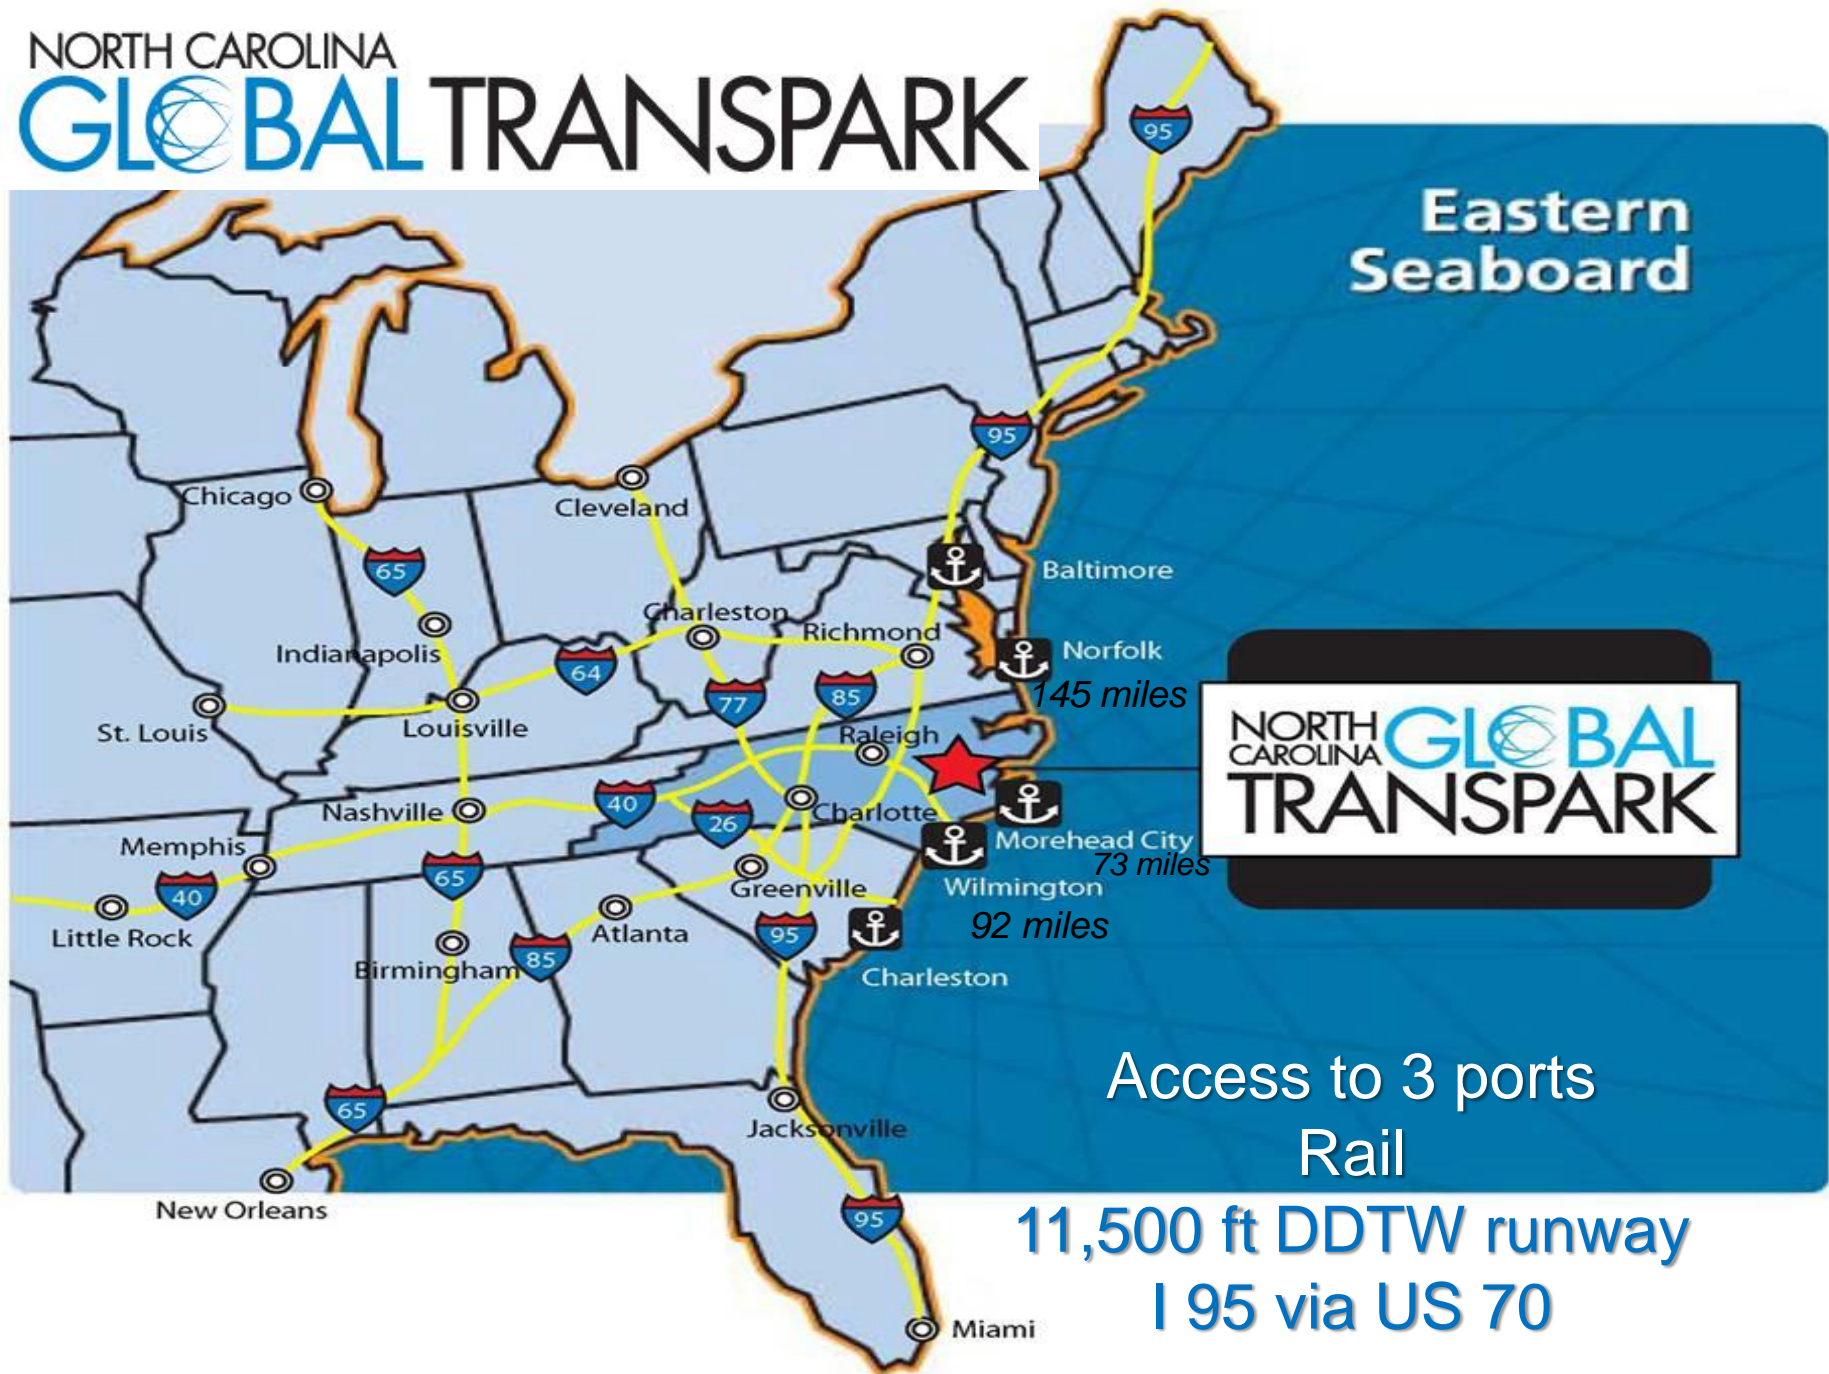 NORTH CAROLINA
GLOBAL TRANSPARK
95
Eastern
Seaboard
95
Chicago
Cleveland
65
Baltimore
Charleston
Richmond
Indianapolis
64
Norfolk
145 miles
77
85
St. Louis
Louisville
Raleigh
NORTH
CAROLINA GLOBAL
TRANSPARK
Nashville
40
26
Charlotte
Memphis
Morehead City
73 miles
40
65
Greenville
Wilmington
92 miles
Little Rock
Atlanta
95
Birmingham
85
Charleston
65
Jacksonville
New Orleans
95
Miami
Access to 3 ports
Rail
11,500 ft DDTW runway
I 95 via US 70